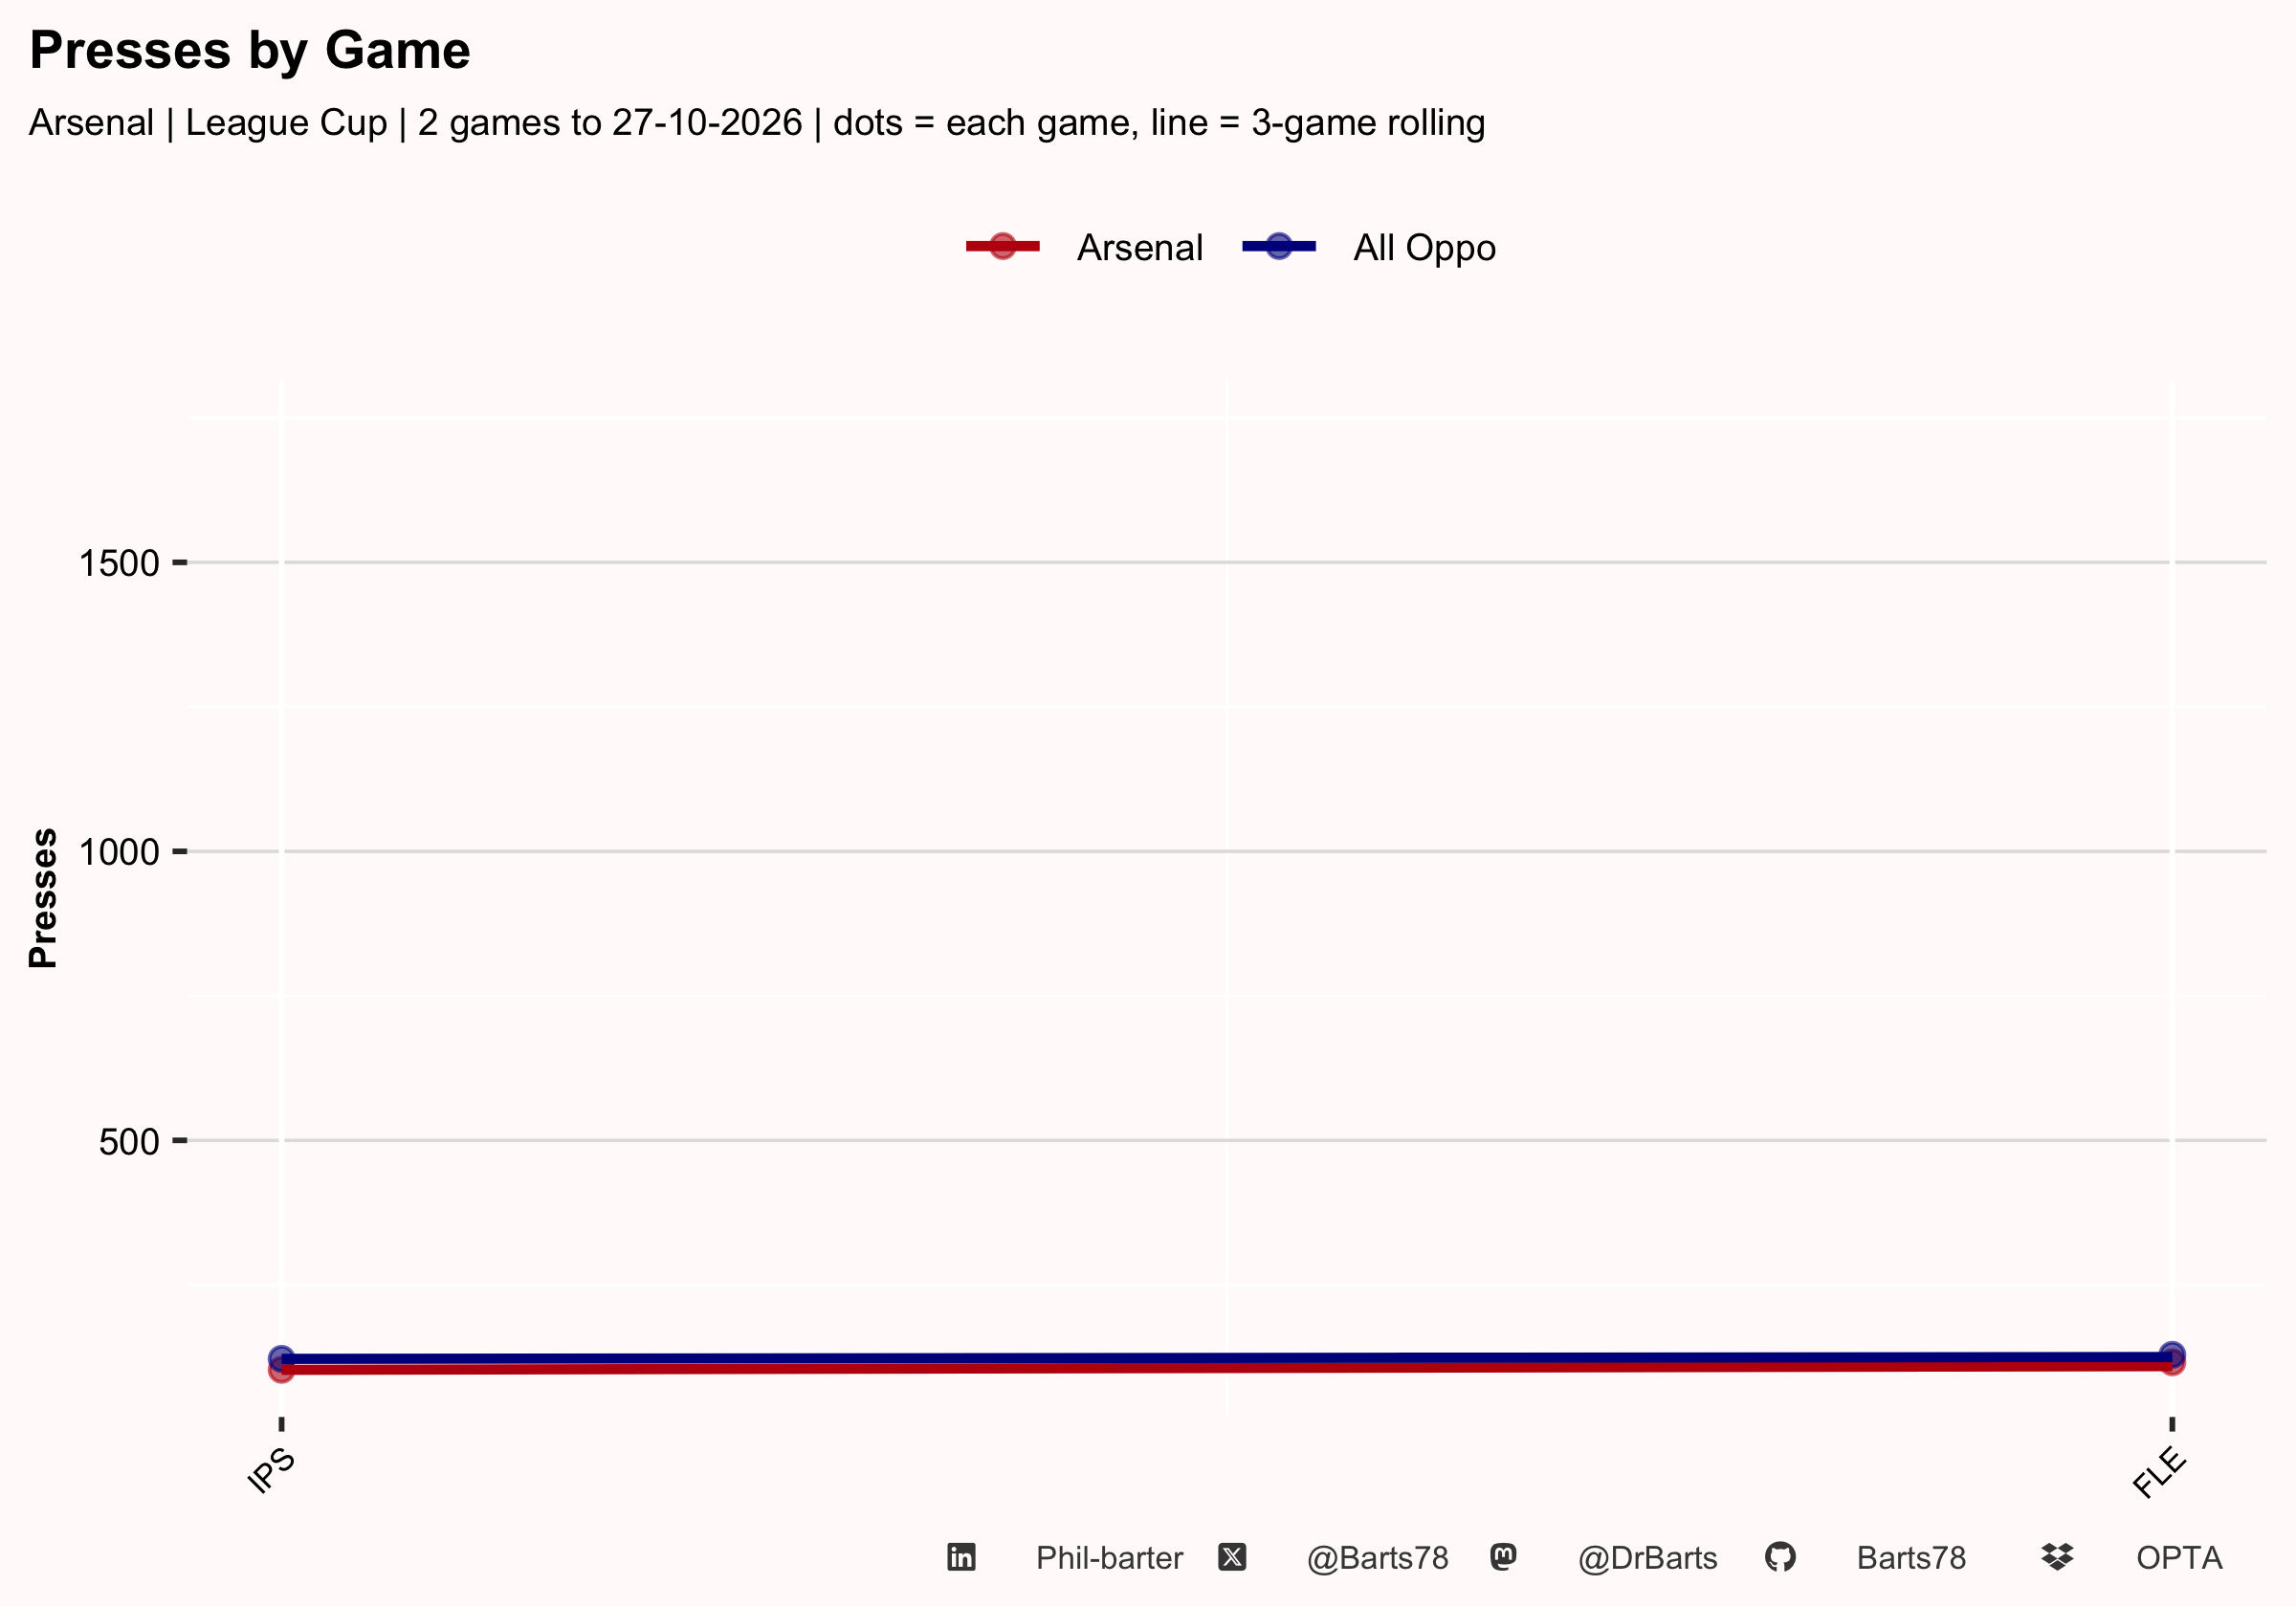 Presses by Game
Arsenal | League Cup | 2 games to 27-10-2026 | dots = each game, line = 3-game rolling
Arsenal All Oppo
1500
1000
500
Presses
IPS FLE
Phil-barter @Barts78 @DrBarts Barts78 OPTA